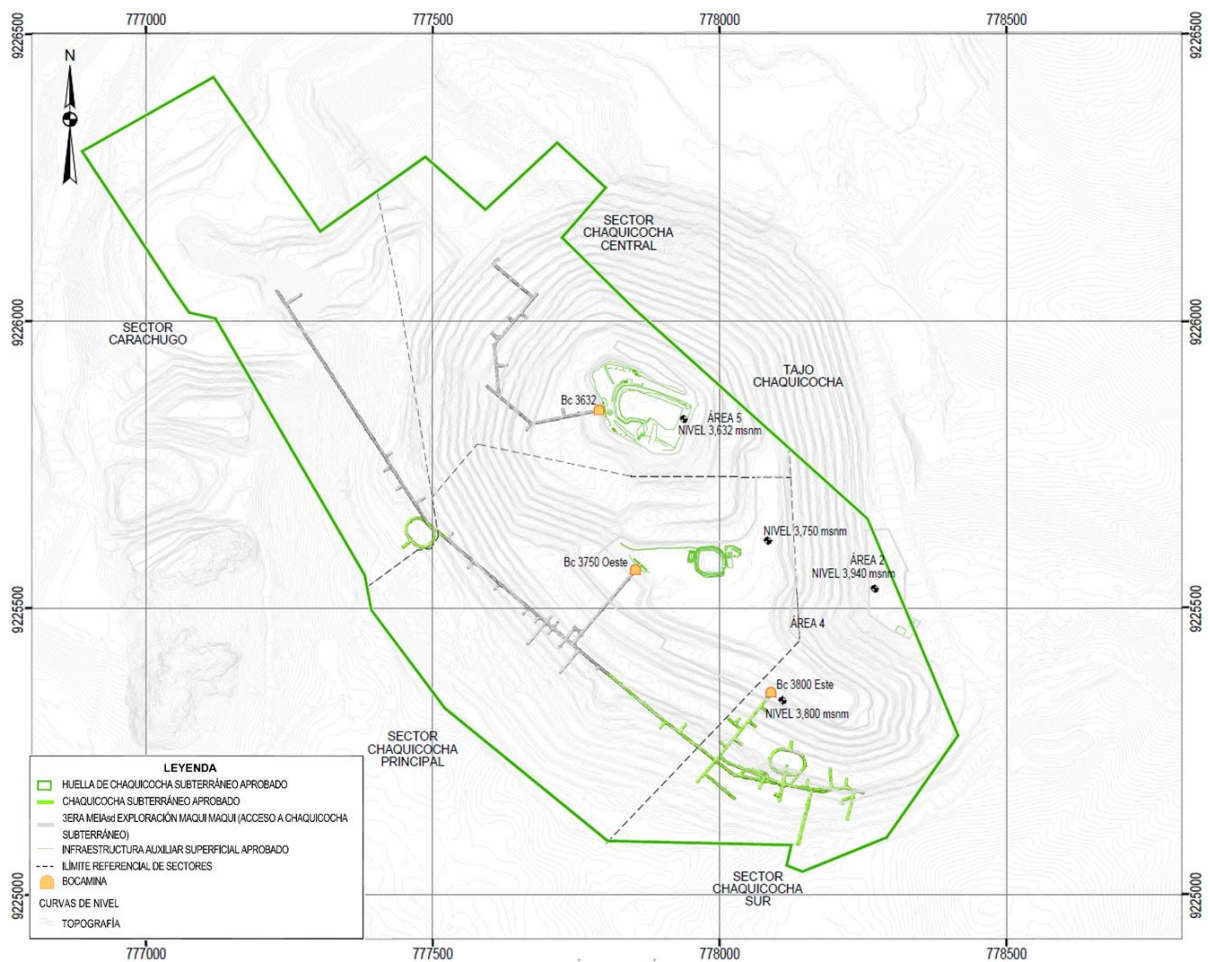 777000
777500
778000
778500
9226500
9226500
N
SECTOR
CHAQUICOCHA
CENTRAL
9226000
9226000
SECTOR
CARACHUGO
TAJO
CHAQUICOCHA
Bc 3632
ÁREA 5
NIVEL 3,632 msnm
NIVEL 3,750 msnm
Bc 3750 Oeste
ÁREA 2
NIVEL 3,940 msnm
9225500
9225500
ÁREA 4
Bc 3800 Este
NIVEL 3,800 msnm
SECTOR
CHAQUICOCHA
PRINCIPAL
LEYENDA
HUELLA DE CHAQUICOCHA SUBTERRÁNEO APROBADO
CHAQUICOCHA SUBTERRÁNEO APROBADO
3ERA MEIAsd EXPLORACIÓN MAQUI MAQUI (ACCESO A CHAQUICOCHA
SUBTERRÁNEO)
INFRAESTRUCTURA AUXILIAR SUPERFICIAL APROBADO
ILÍMITE REFERENCIAL DE SECTORES
BOCAMINA
CURVAS DE NIVEL
TOPOGRAFÍA
SECTOR
CHAQUICOCHA
SUR
9225000
9225000
777000
777500
778000
778500